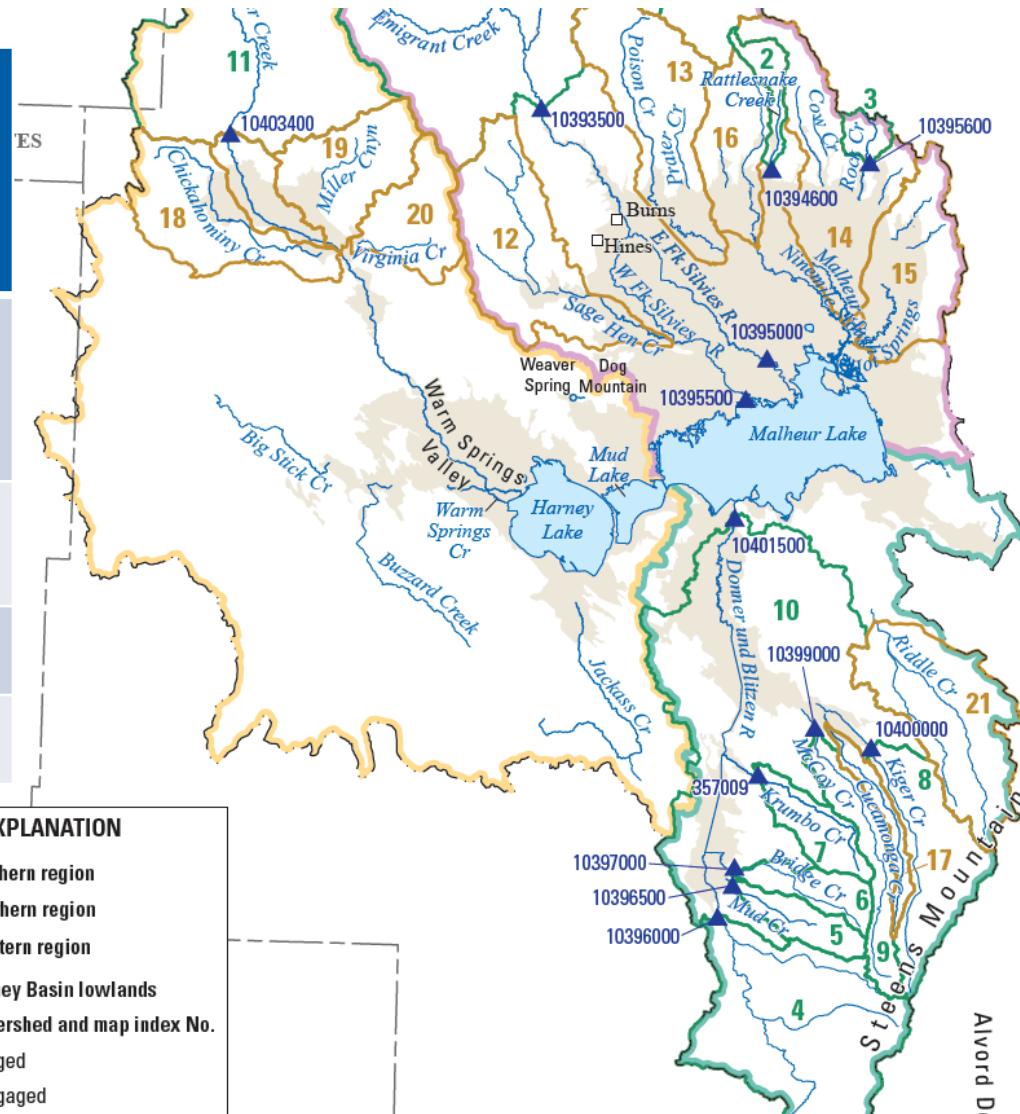 Emigrant Creek
r Creek
11
2
13
Poison Cr
Rattlesnake
Creek
3
10403400
10393500
Prater Cr
Cow Cr
Rock Cr
10395600
ES
19
Miller Cnyn
16
10394600
Chickahominy Cr
18
20
Virginia Cr
12
Burns
Hines
14
15
E Fk Silvies R
W Fk Silvies R
Sage Hen Cr
Ninemile
Malheur
Springs
10395000
Weaver
Spring
Dog
Mountain
10395500
Malheur Lake
Warm Springs
Valley
Big Stick Cr
Mud
Lake
Harney
Lake
Warm
Springs
Cr
10401500
Buzzard Creek
Donner und Blitzen R
10
10399000
Riddle Cr
21
Jackass Cr
10400000
McCoy Cr
Kiger Cr
8
357009
Krumbo Cr
Cucamonga Cr
7
17
10397000
Bridge Cr
10396500
6
Mud Cr
10396000
5
9
4
Steens Mountain
Alvord D
XPLANATION
hern region
hern region
tern region
ey Basin lowlands
ershed and map index No.
ged
gaged